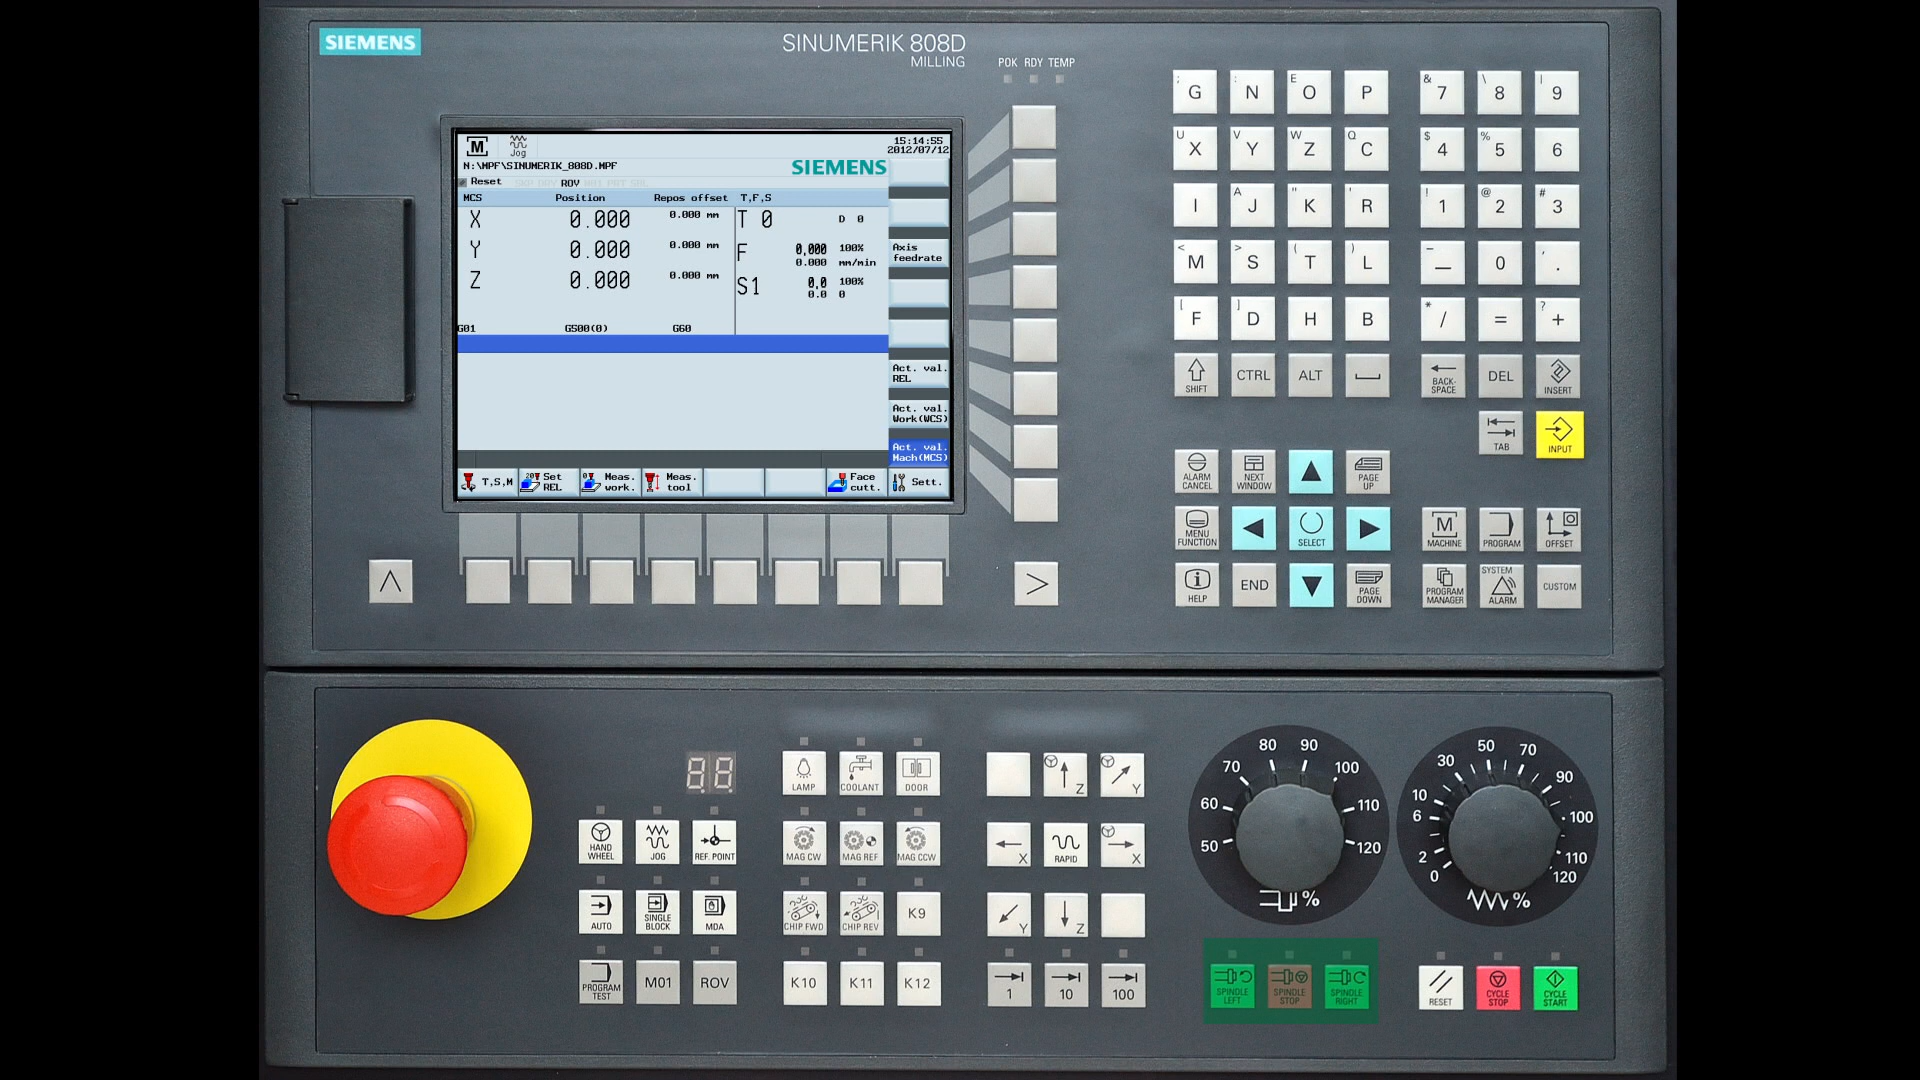 SIEMENS
SINUMERIK 808D
MILLING
POK RDY TEMP
M Jog
15:14:55
2012/07/12
N:\MPF\SINUMERIK_808D.MPF
SIEMENS
Reset ROV
MCS Position Repos offset T,F,S
X 0.000 0.000 mm T 0 D 0
Y 0.000 0.000 mm F 0.000 100%
0.000 mm/min
Z 0.000 0.000 mm S1 0.0 100%
0.0 0
G01 G500(0) G60
Axis
feedrate
Act. val.
REL
Act. val.
Work(WCS)
Act. val.
Mach(MCS)
T,S,M
Set
REL
Meas.
work.
Meas.
tool
Face
cutt.
Sett.
; G : N E O P & 7 \ 8 | 9
U X V Y W Z Q C $ 4 % 5 6
I A J " K ' R ! 1 @ 2 # 3
< M > S ( T ) L _ 0 .
[ F ] D H B * / = ? +
SHIFT CTRL ALT BACK-
SPACE DEL INSERT
TAB INPUT
ALARM
CANCEL
NEXT
WINDOW
PAGE
UP
MENU
FUNCTION
SELECT
M
MACHINE
PROGRAM
OFFSET
HELP
END
PAGE
DOWN
PROGRAM
MANAGER
SYSTEM
ALARM
CUSTOM
8.8.
HAND
WHEEL
JOG
REF. POINT
AUTO
SINGLE
BLOCK
MDA
PROGRAM
TEST
M01
ROV
LAMP COOLANT DOOR
MAG CW MAG REF MAG CCW
CHIP FWD CHIP REV K9
K10 K11 K12
Z Y
X RAPID X
Y Z
1 10 100
50 60 70 80 90 100 110 120
%
0 2 6 10 30 50 70 90 100 110 120
%
SPINDLE
LEFT
SPINDLE
STOP
SPINDLE
RIGHT
RESET
CYCLE
STOP
CYCLE
START